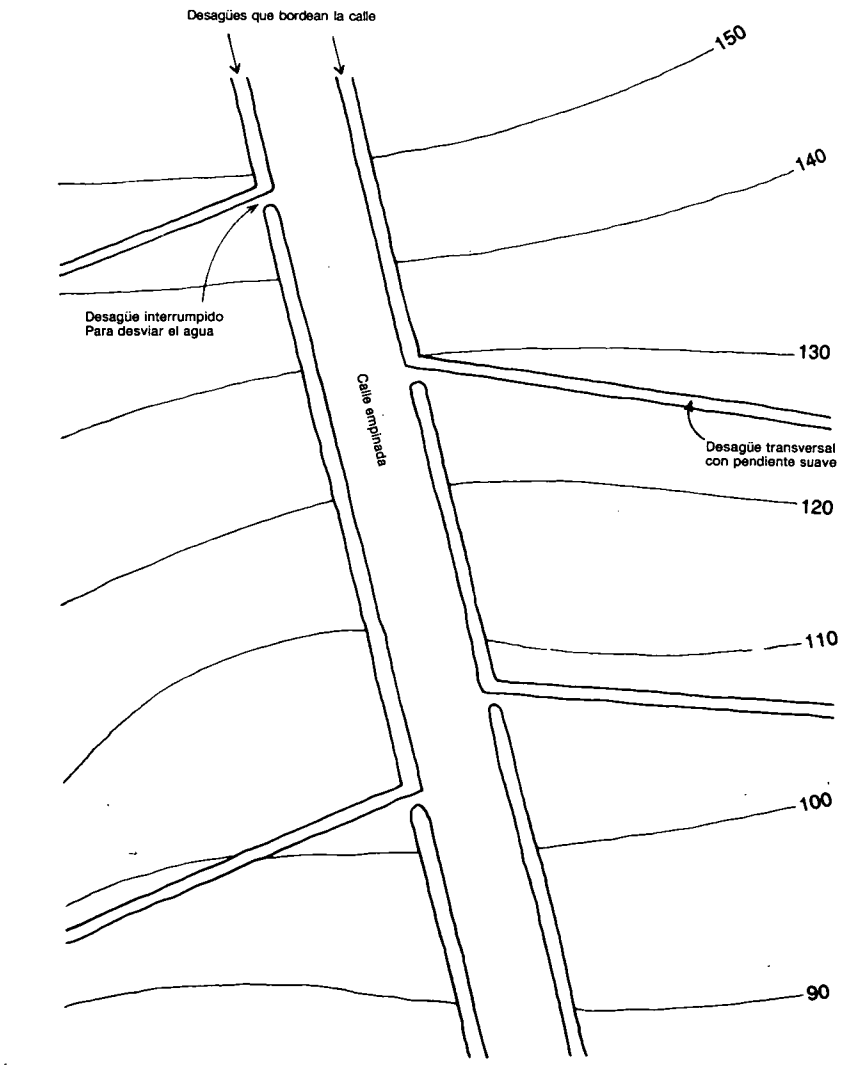 Desagües que bordean la calle
150
140
Desagüe interrumpido
Para desviar el agua
130
Calle empinada
Desagüe transversal
con pendiente suave
120
110
100
90